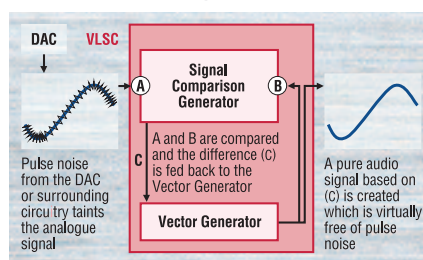 DAC
VLSC
Signal
Comparison
Generator
A
B
C
A and B are compared
and the difference (C)
is fed back to the
Vector Generator
Vector Generator
Pulse noise
from the DAC
or surrounding
circu try taints
the analogue
signal
A pure audio
signal based on
(C) is created
which is virtually
free of pulse
noise